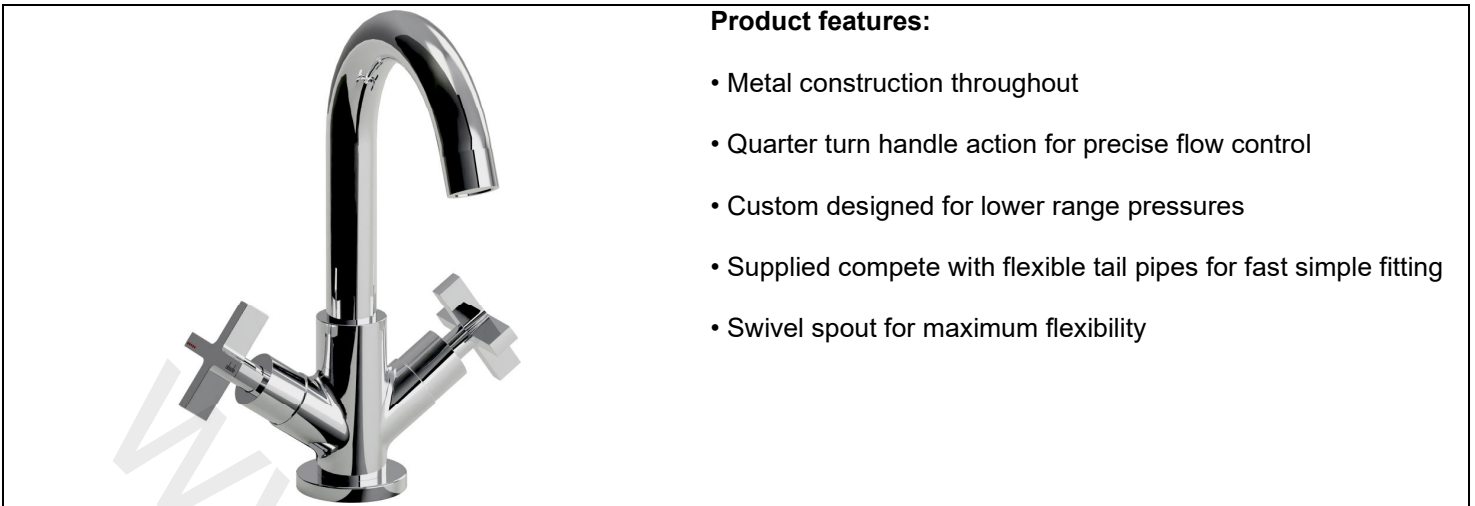 Product features:
• Metal construction throughout
• Quarter turn handle action for precise flow control
• Custom designed for lower range pressures
• Supplied compete with flexible tail pipes for fast simple fitting
• Swivel spout for maximum flexibility